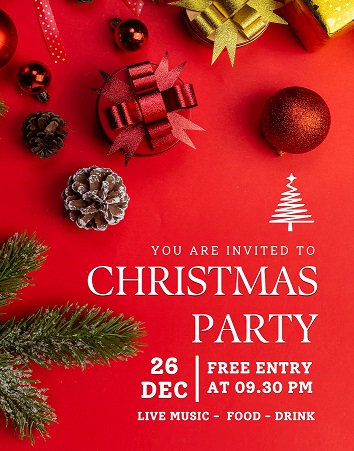 YOU ARE INVITED TO
CHRISTMAS
PARTY
26
DEC
FREE ENTRY
AT 09.30 PM
LIVE MUSIC - FOOD - DRINK